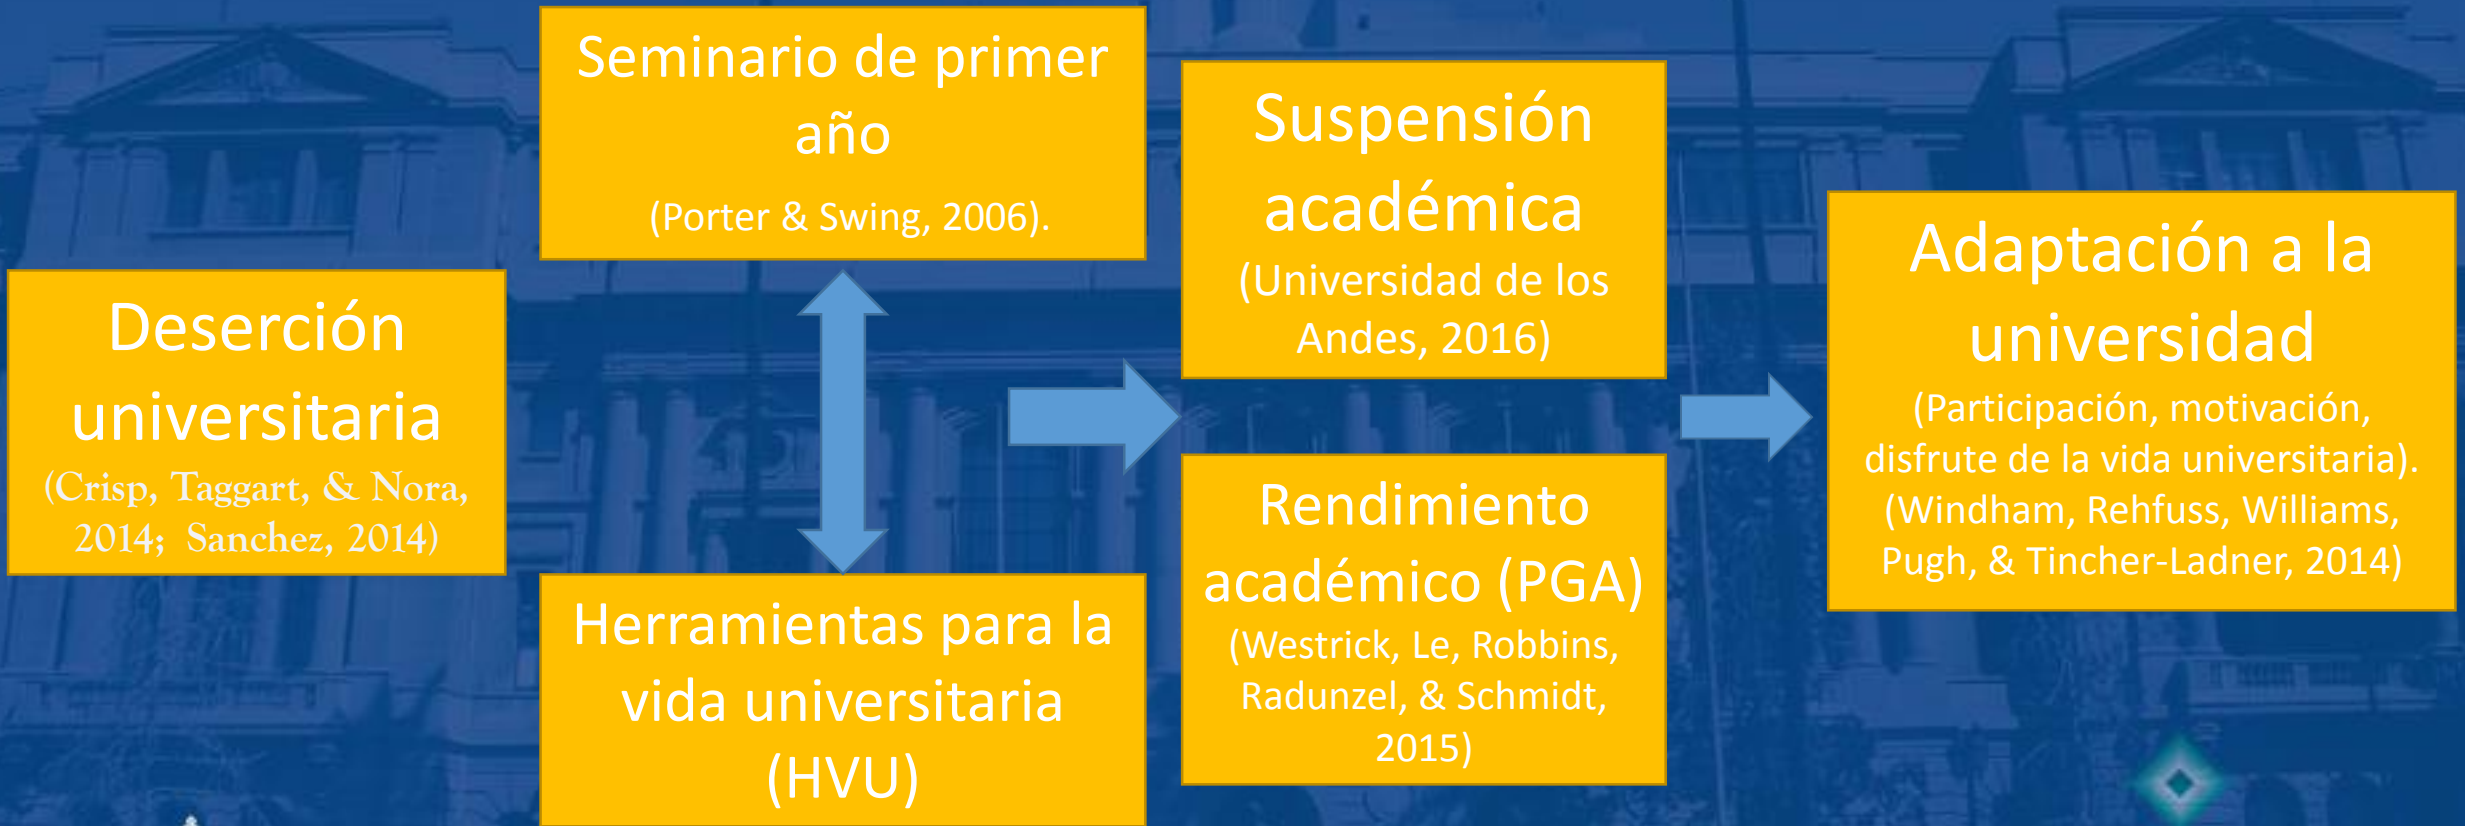 Deserción
universitaria
(Crisp, Taggart, & Nora,
2014; Sanchez, 2014)
Seminario de primer
año
(Porter & Swing, 2006).
Herramientas para la
vida universitaria
(HVU)
Suspensión
académica
(Universidad de los
Andes, 2016)
Rendimiento
académico (PGA)
(Westrick, Le, Robbins,
Radunzel, & Schmidt,
2015)
Adaptación a la
universidad
(Participación, motivación,
disfrute de la vida universitaria).
(Windham, Rehfuss, Williams,
Pugh, & Tincher-Ladner, 2014)